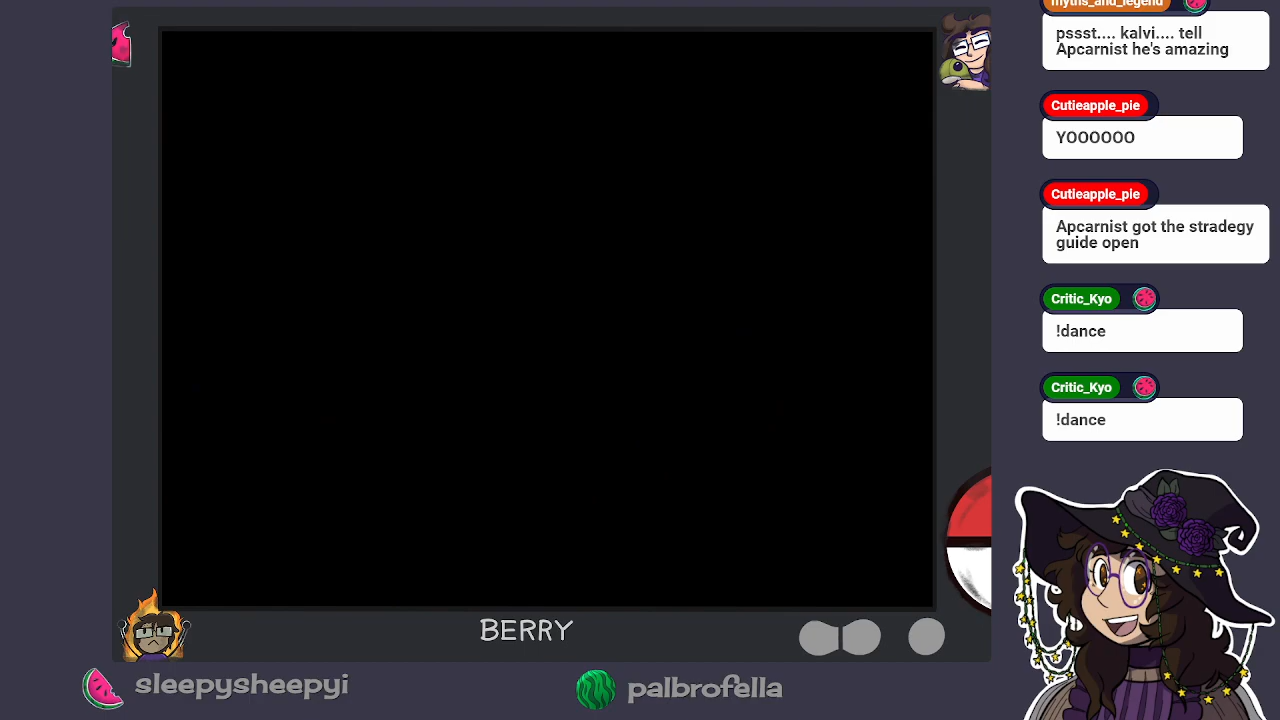 myths_and_legend
pssst.... kalvi.... tell
Apcarnist he's amazing
Cutieapple_pie
YOOOOOO
Cutieapple_pie
Apcarnist got the stradegy
guide open
Critic_Kyo
!dance
Critic_Kyo
!dance
BERRY
sleepysheepyi
palbrofella